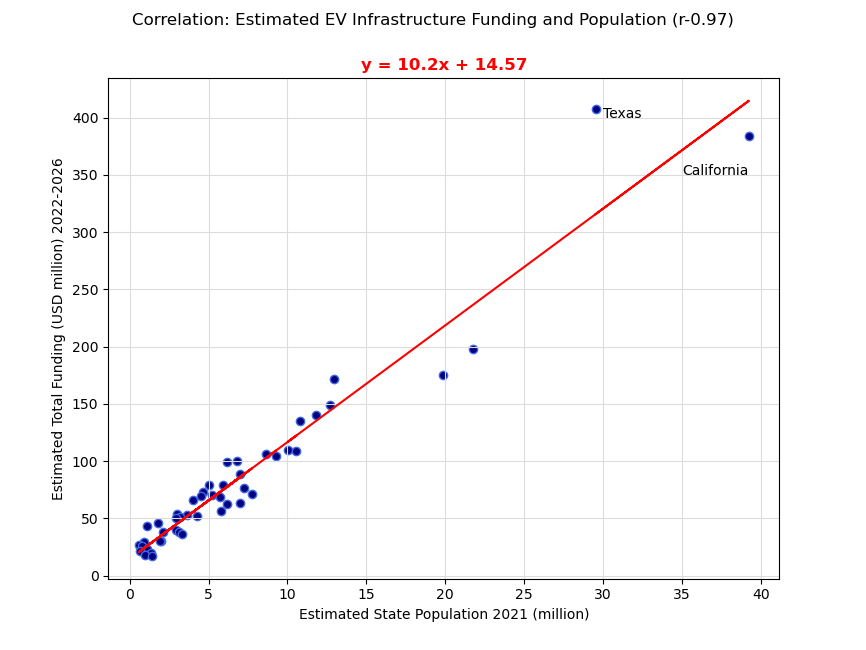 Correlation: Estimated EV Infrastructure Funding and Population (r-0.97)
y = 10.2x + 14.57
Estimated Total Funding (USD million) 2022-2026
400
350
300
250
200
150
100
50
0
Texas
California
0 5 10 15 20 25 30 35 40
Estimated State Population 2021 (million)